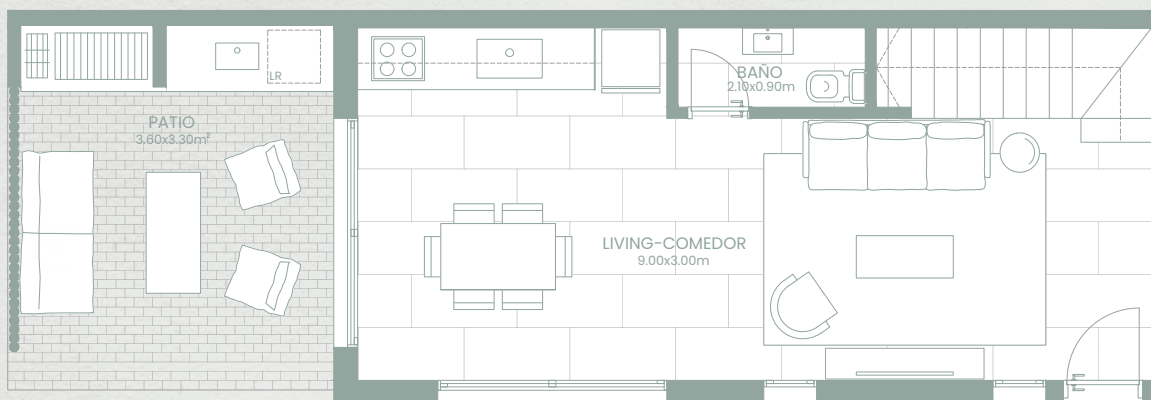 LR
BAÑO
2.10x0.90m
PATIO
3.60x3.30m²
LIVING-COMEDOR
9.00x3.00m